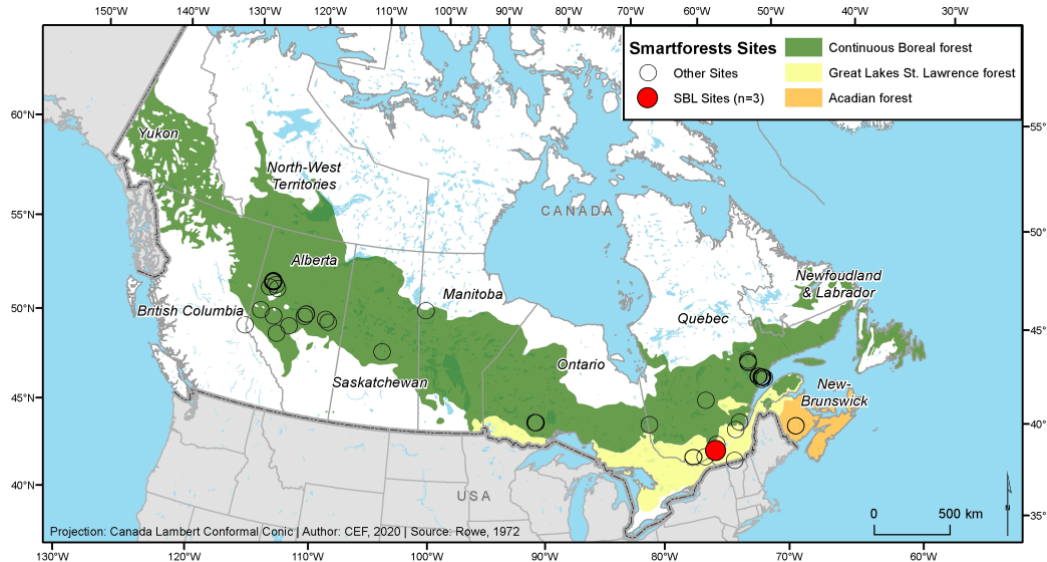 150°W 140°W 130°W 120°W 110°W 100°W 90°W 80°W 70°W 60°W 50°W 40°W 30°W
Smartforests Sites
Other Sites
SBL Sites (n=3)
Continuous Boreal forest
Great Lakes St. Lawrence forest
Acadian forest
60°N
55°N
50°N
45°N
40°N
55°N
50°N
45°N
40°N
35°N
Yukon
North-West
Territories
CANADA
Alberta
British Columbia
Manitoba
Saskatchewan
Ontario
Quebec
Newfoudland
& Labrador
New-
Brunswick
USA
0 500 km
Projection: Canada Lambert Conformal Conic | Author: CEF, 2020 | Source: Rowe, 1972
130°W 120°W 110°W 100°W 90°W 80°W 70°W 60°W